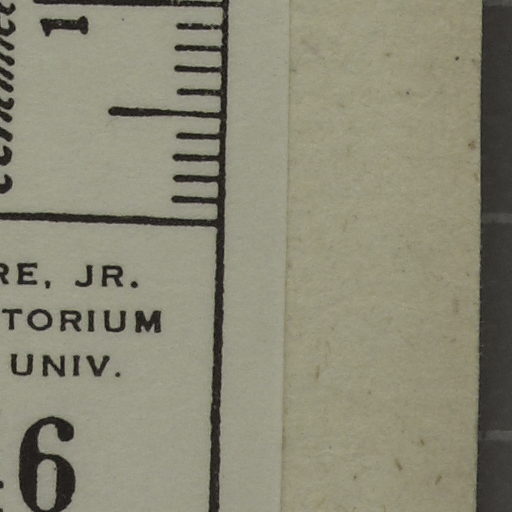 1
RE, JR.
TORIUM
UNIV.
6